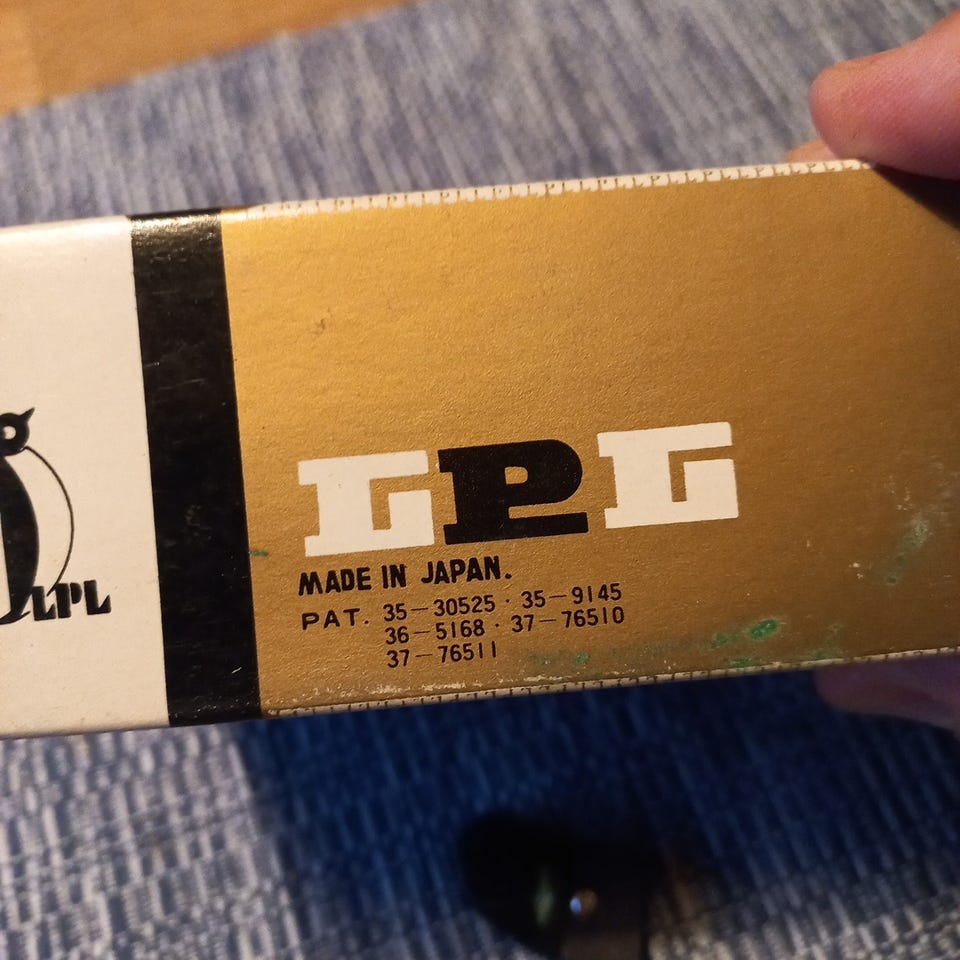 LPL
LPL
MADE IN JAPAN.
PAT. 35-30525 · 35-9145
36-5168 · 37-76510
37-76511